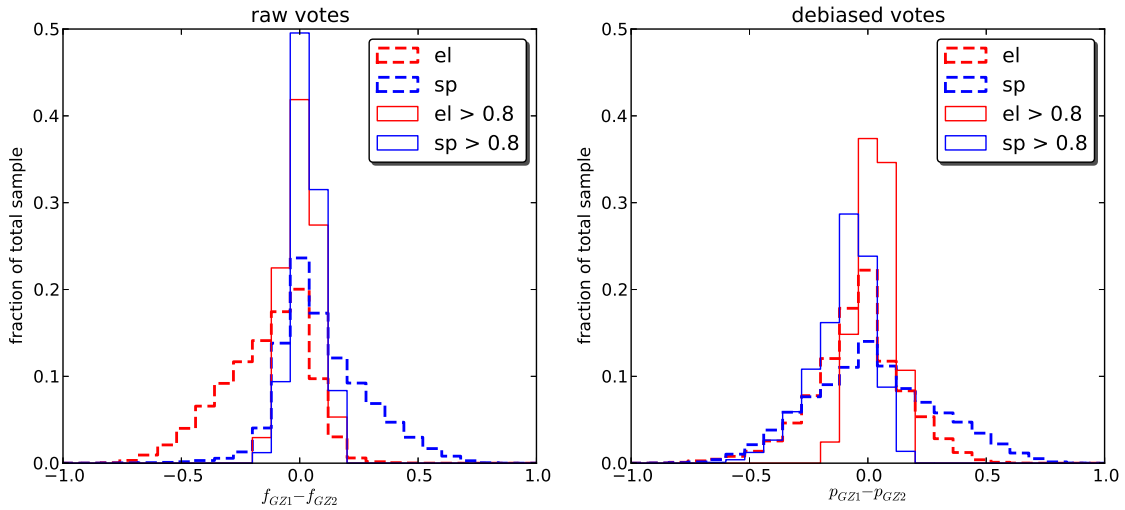 raw votes
0.5
0.4
0.3
0.2
0.1
0.0
fraction of total sample
−1.0 −0.5 0.0 0.5 1.0
f_GZ1−f_GZ2
el
sp
el > 0.8
sp > 0.8
debiased votes
0.5
0.4
0.3
0.2
0.1
0.0
fraction of total sample
−1.0 −0.5 0.0 0.5 1.0
p_GZ1−p_GZ2
el
sp
el > 0.8
sp > 0.8